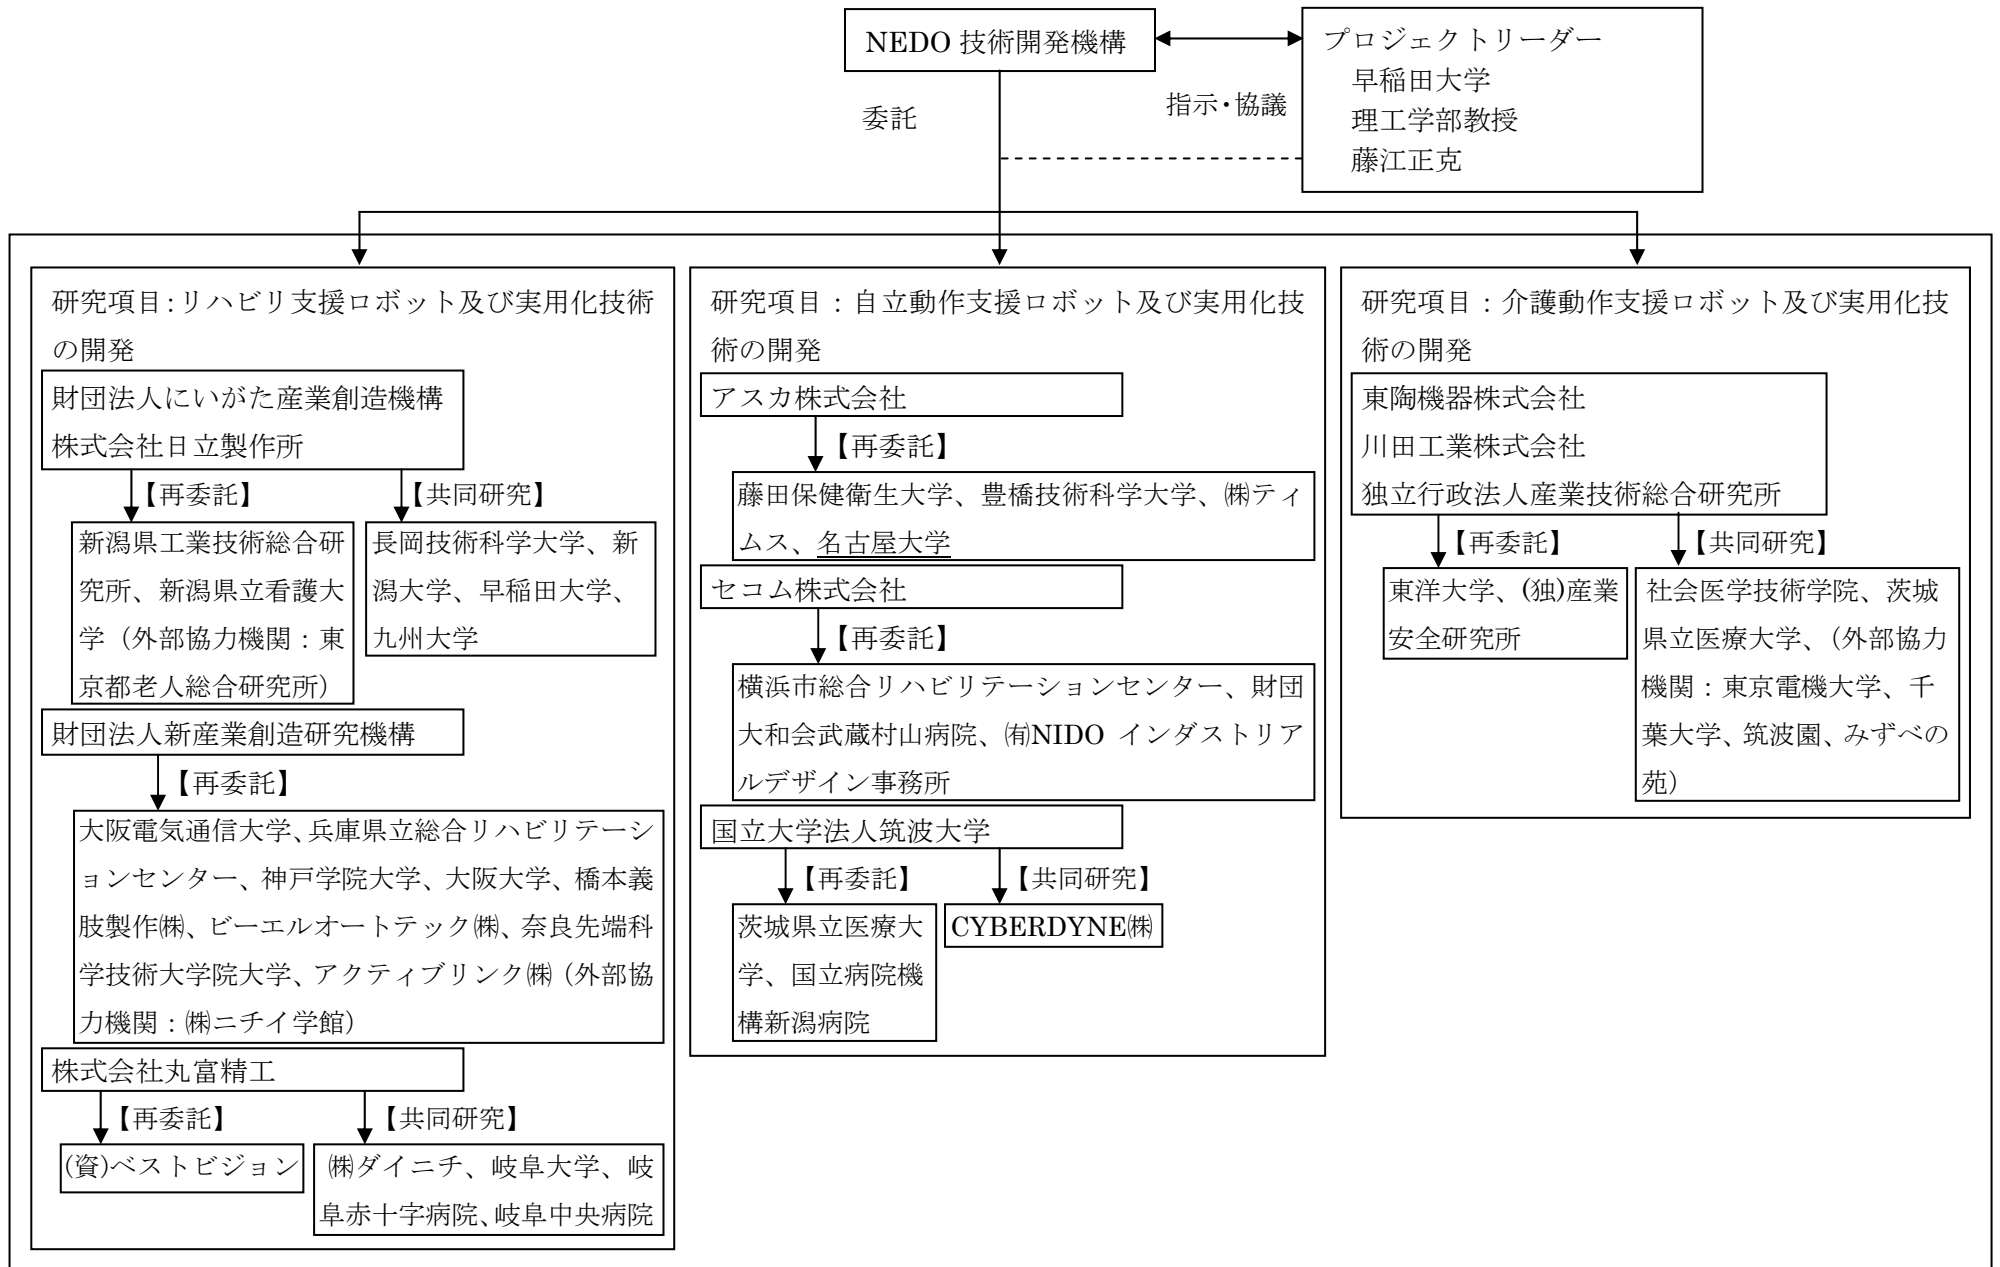 NEDO 技術開発機構
プロジェクトリーダー
早稲田大学
理工学部教授
藤江正克
委託
指示・協議
研究項目：リハビリ支援ロボット及び実用化技術
の開発
財団法人にいがた産業創造機構
株式会社日立製作所
【再委託】
【共同研究】
新潟県工業技術総合研
究所、新潟県立看護大
学（外部協力機関：東
京都老人総合研究所）
長岡技術科学大学、新
潟大学、早稲田大学、
九州大学
財団法人新産業創造研究機構
【再委託】
大阪電気通信大学、兵庫県立総合リハビリテーシ
ョンセンター、神戸学院大学、大阪大学、橋本義
肢製作㈱、ビーエルオートテック㈱、奈良先端科
学技術大学院大学、アクティブリンク㈱（外部協
力機関：㈱ニチイ学館）
株式会社丸富精工
【再委託】
【共同研究】
(資)ベストビジョン
㈱ダイニチ、岐阜大学、岐
阜赤十字病院、岐阜中央病院
研究項目：自立動作支援ロボット及び実用化技
術の開発
アスカ株式会社
【再委託】
藤田保健衛生大学、豊橋技術科学大学、㈱ティ
ムス、名古屋大学
セコム株式会社
【再委託】
横浜市総合リハビリテーションセンター、財団
大和会武蔵村山病院、㈲NIDO インダストリア
ルデザイン事務所
国立大学法人筑波大学
【再委託】
【共同研究】
茨城県立医療大
学、国立病院機
構新潟病院
CYBERDYNE㈱
研究項目：介護動作支援ロボット及び実用化技
術の開発
東陶機器株式会社
川田工業株式会社
独立行政法人産業技術総合研究所
【再委託】
【共同研究】
東洋大学、(独)産業
安全研究所
社会医学技術学院、茨城
県立医療大学、（外部協力
機関：東京電機大学、千
葉大学、筑波園、みずべの
苑）